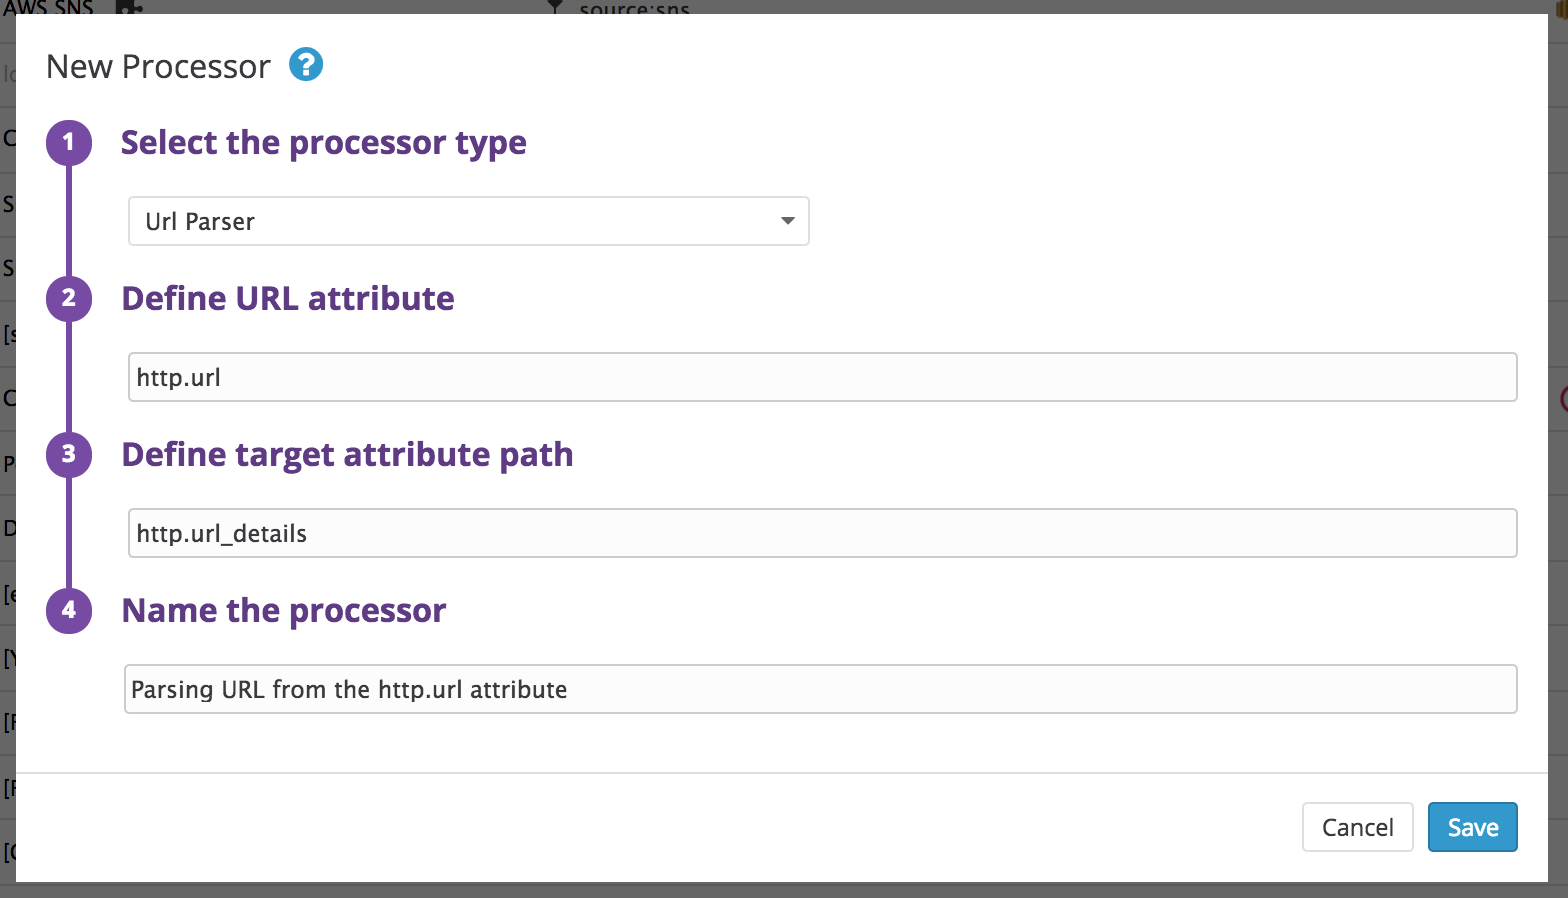 AWS SNS
source:sns
New Processor ?
1 Select the processor type
Url Parser
2 Define URL attribute
http.url
3 Define target attribute path
http.url_details
4 Name the processor
Parsing URL from the http.url attribute
Cancel Save